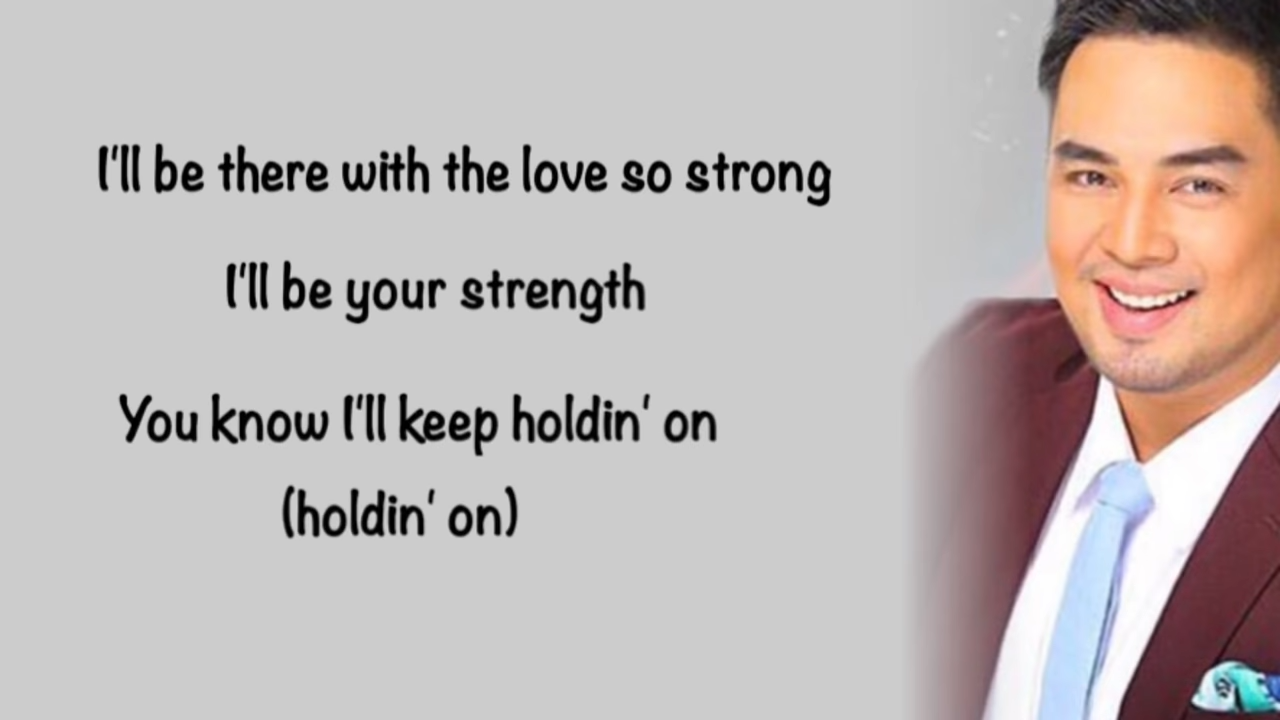 I'll be there with the love so strong
I'll be your strength
You know I'll keep holdin' on
(holdin' on)